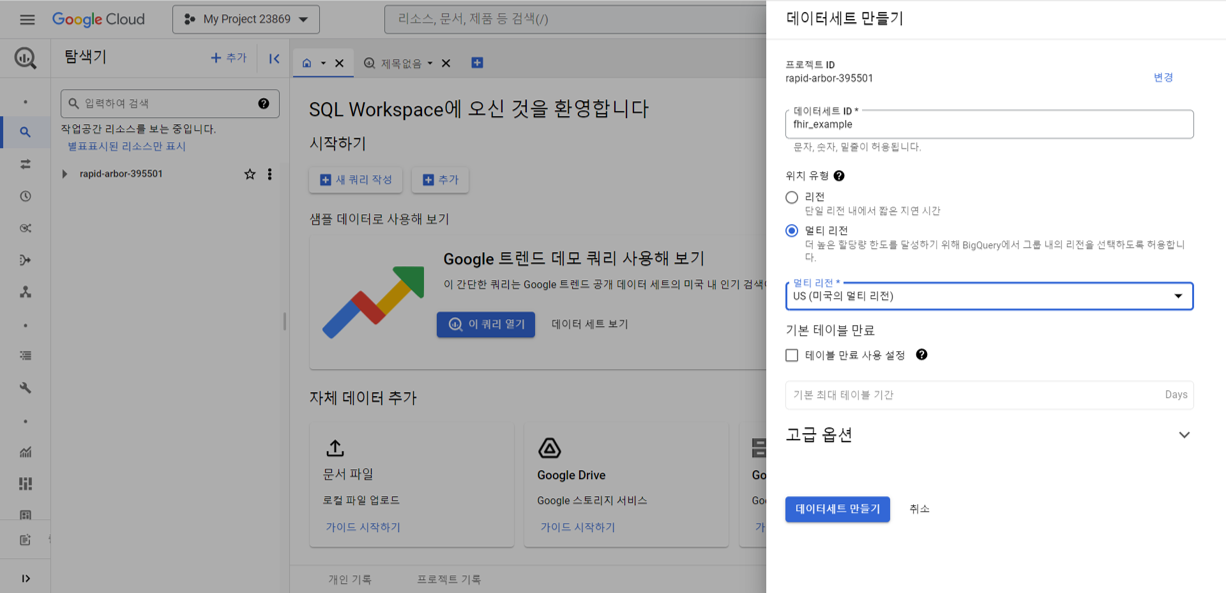 Google Cloud
My Project 23869
리소스, 문서, 제품 등 검색(/)
탐색기
추가
입력하여 검색
작업공간 리소스를 보는 중입니다.
별표표시된 리소스만 표시
rapid-arbor-395501
제목없음
SQL Workspace에 오신 것을 환영합니다
시작하기
새 쿼리 작성
추가
샘플 데이터로 사용해 보기
Google 트렌드 데모 쿼리 사용해 보기
이 간단한 쿼리는 Google 트렌드 공개 데이터 세트의 미국 내 인기 검색
이 쿼리 열기
데이터 세트 보기
자체 데이터 추가
문서 파일
로컬 파일 업로드
가이드 시작하기
Google Drive
Google 스토리지 서비스
가이드 시작하기
개인 기록
프로젝트 기록
데이터세트 만들기
프로젝트 ID
rapid-arbor-395501
변경
데이터세트 ID *
fhir_example
문자, 숫자, 밑줄이 허용됩니다.
위치 유형
리전
단일 리전 내에서 짧은 지연 시간
멀티 리전
더 높은 할당량 한도를 달성하기 위해 BigQuery에서 그룹 내의 리전을 선택하도록 허용합니
다.
멀티 리전 *
US (미국의 멀티 리전)
기본 테이블 만료
테이블 만료 사용 설정
기본 최대 테이블 기간
Days
고급 옵션
데이터세트 만들기
취소